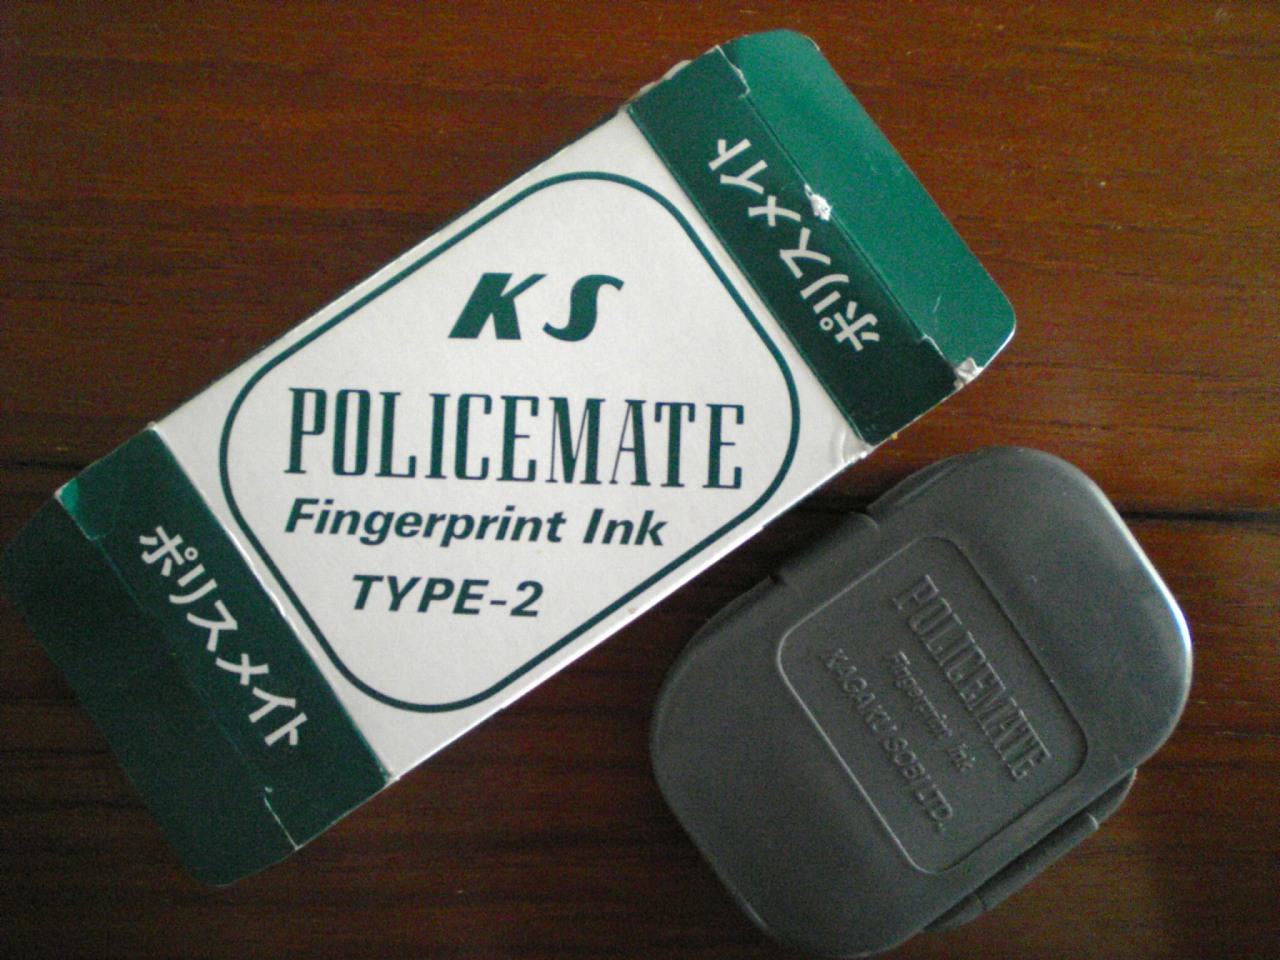 KS
POLICEMATE
Fingerprint Ink
TYPE-2
ポリスメイト
ポリスメイト
POLICEMATE
Fingerprint Ink
KAGAKU SOBI LTD.